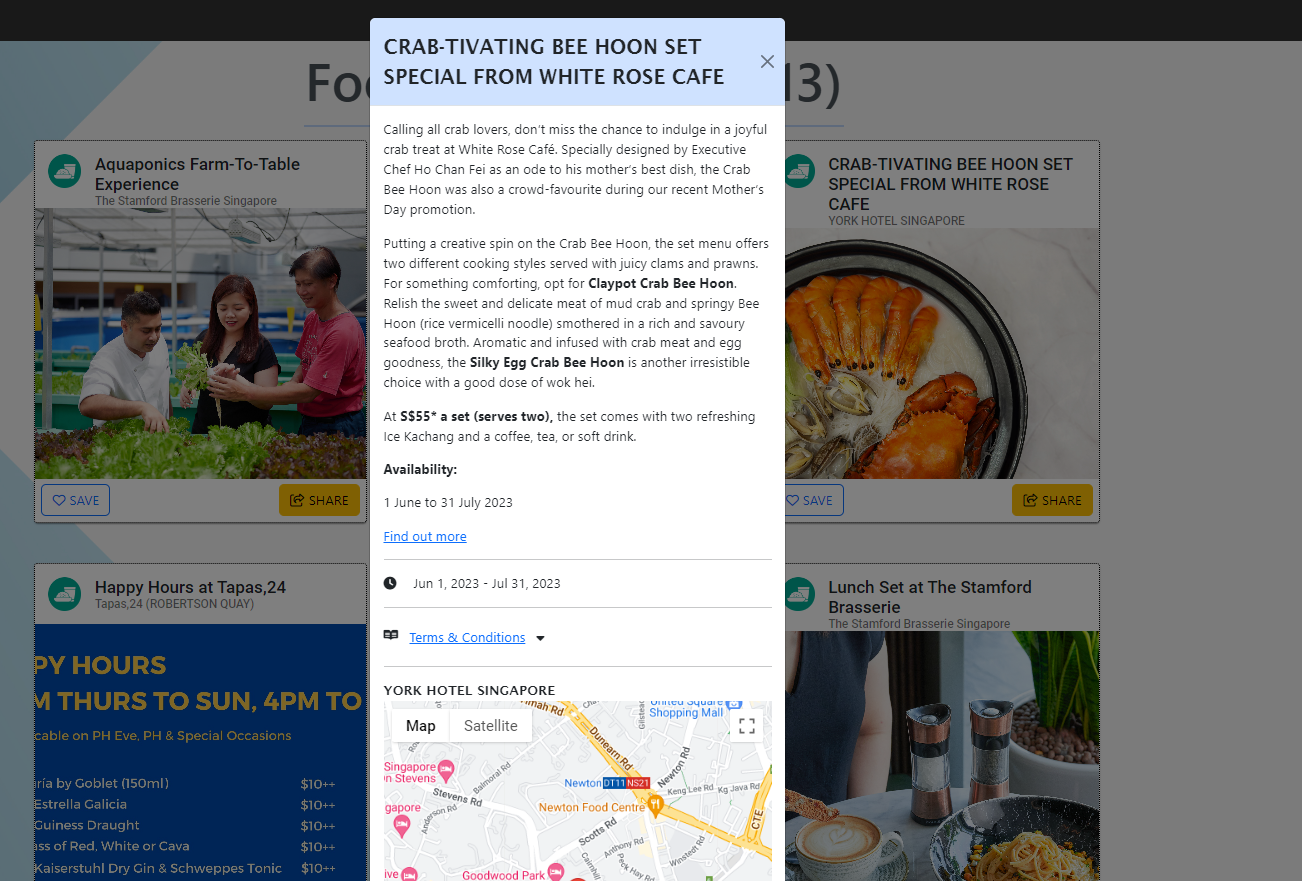 CRAB-TIVATING BEE HOON SET
SPECIAL FROM WHITE ROSE CAFE
Calling all crab lovers, don't miss the chance to indulge in a joyful
crab treat at White Rose Café. Specially designed by Executive
Chef Ho Chan Fei as an ode to his mother's best dish, the Crab
Bee Hoon was also a crowd-favourite during our recent Mother's
Day promotion.
Putting a creative spin on the Crab Bee Hoon, the set menu offers
two different cooking styles served with juicy clams and prawns.
For something comforting, opt for Claypot Crab Bee Hoon.
Relish the sweet and delicate meat of mud crab and springy Bee
Hoon (rice vermicelli noodle) smothered in a rich and savoury
seafood broth. Aromatic and infused with crab meat and egg
goodness, the Silky Egg Crab Bee Hoon is another irresistible
choice with a good dose of wok hei.
At S$55* a set (serves two), the set comes with two refreshing
Ice Kachang and a coffee, tea, or soft drink.
Availability:
1 June to 31 July 2023
Find out more
Jun 1, 2023 - Jul 31, 2023
Terms & Conditions
YORK HOTEL SINGAPORE
Map
Satellite
United Square
Shopping Mall
Dunearn Rd
Newton DT11 NS21
Newton Rd
Keng Lee Rd
Kg Java Rd
Newton Food Centre
Singapore
Stevens Rd
Balmoral Rd
Anderson Rd
Scotts Rd
Anthony Rd
Peck Hay Rd
Winstedt Rd
CTE
Goodwood Park
13)
Aquaponics Farm-To-Table
Experience
The Stamford Brasserie Singapore
SAVE
SHARE
CRAB-TIVATING BEE HOON SET
SPECIAL FROM WHITE ROSE
CAFE
YORK HOTEL SINGAPORE
SAVE
SHARE
Happy Hours at Tapas,24
Tapas,24 (ROBERTSON QUAY)
PY HOURS
M THURS TO SUN, 4PM TO
cable on PH Eve, PH & Special Occasions
ría by Goblet (150ml) $10++
Estrella Galicia $10++
Guiness Draught $10++
ass of Red, White or Cava $10++
Kaiserstuhl Dry Gin & Schweppes Tonic $10++
Lunch Set at The Stamford
Brasserie
The Stamford Brasserie Singapore